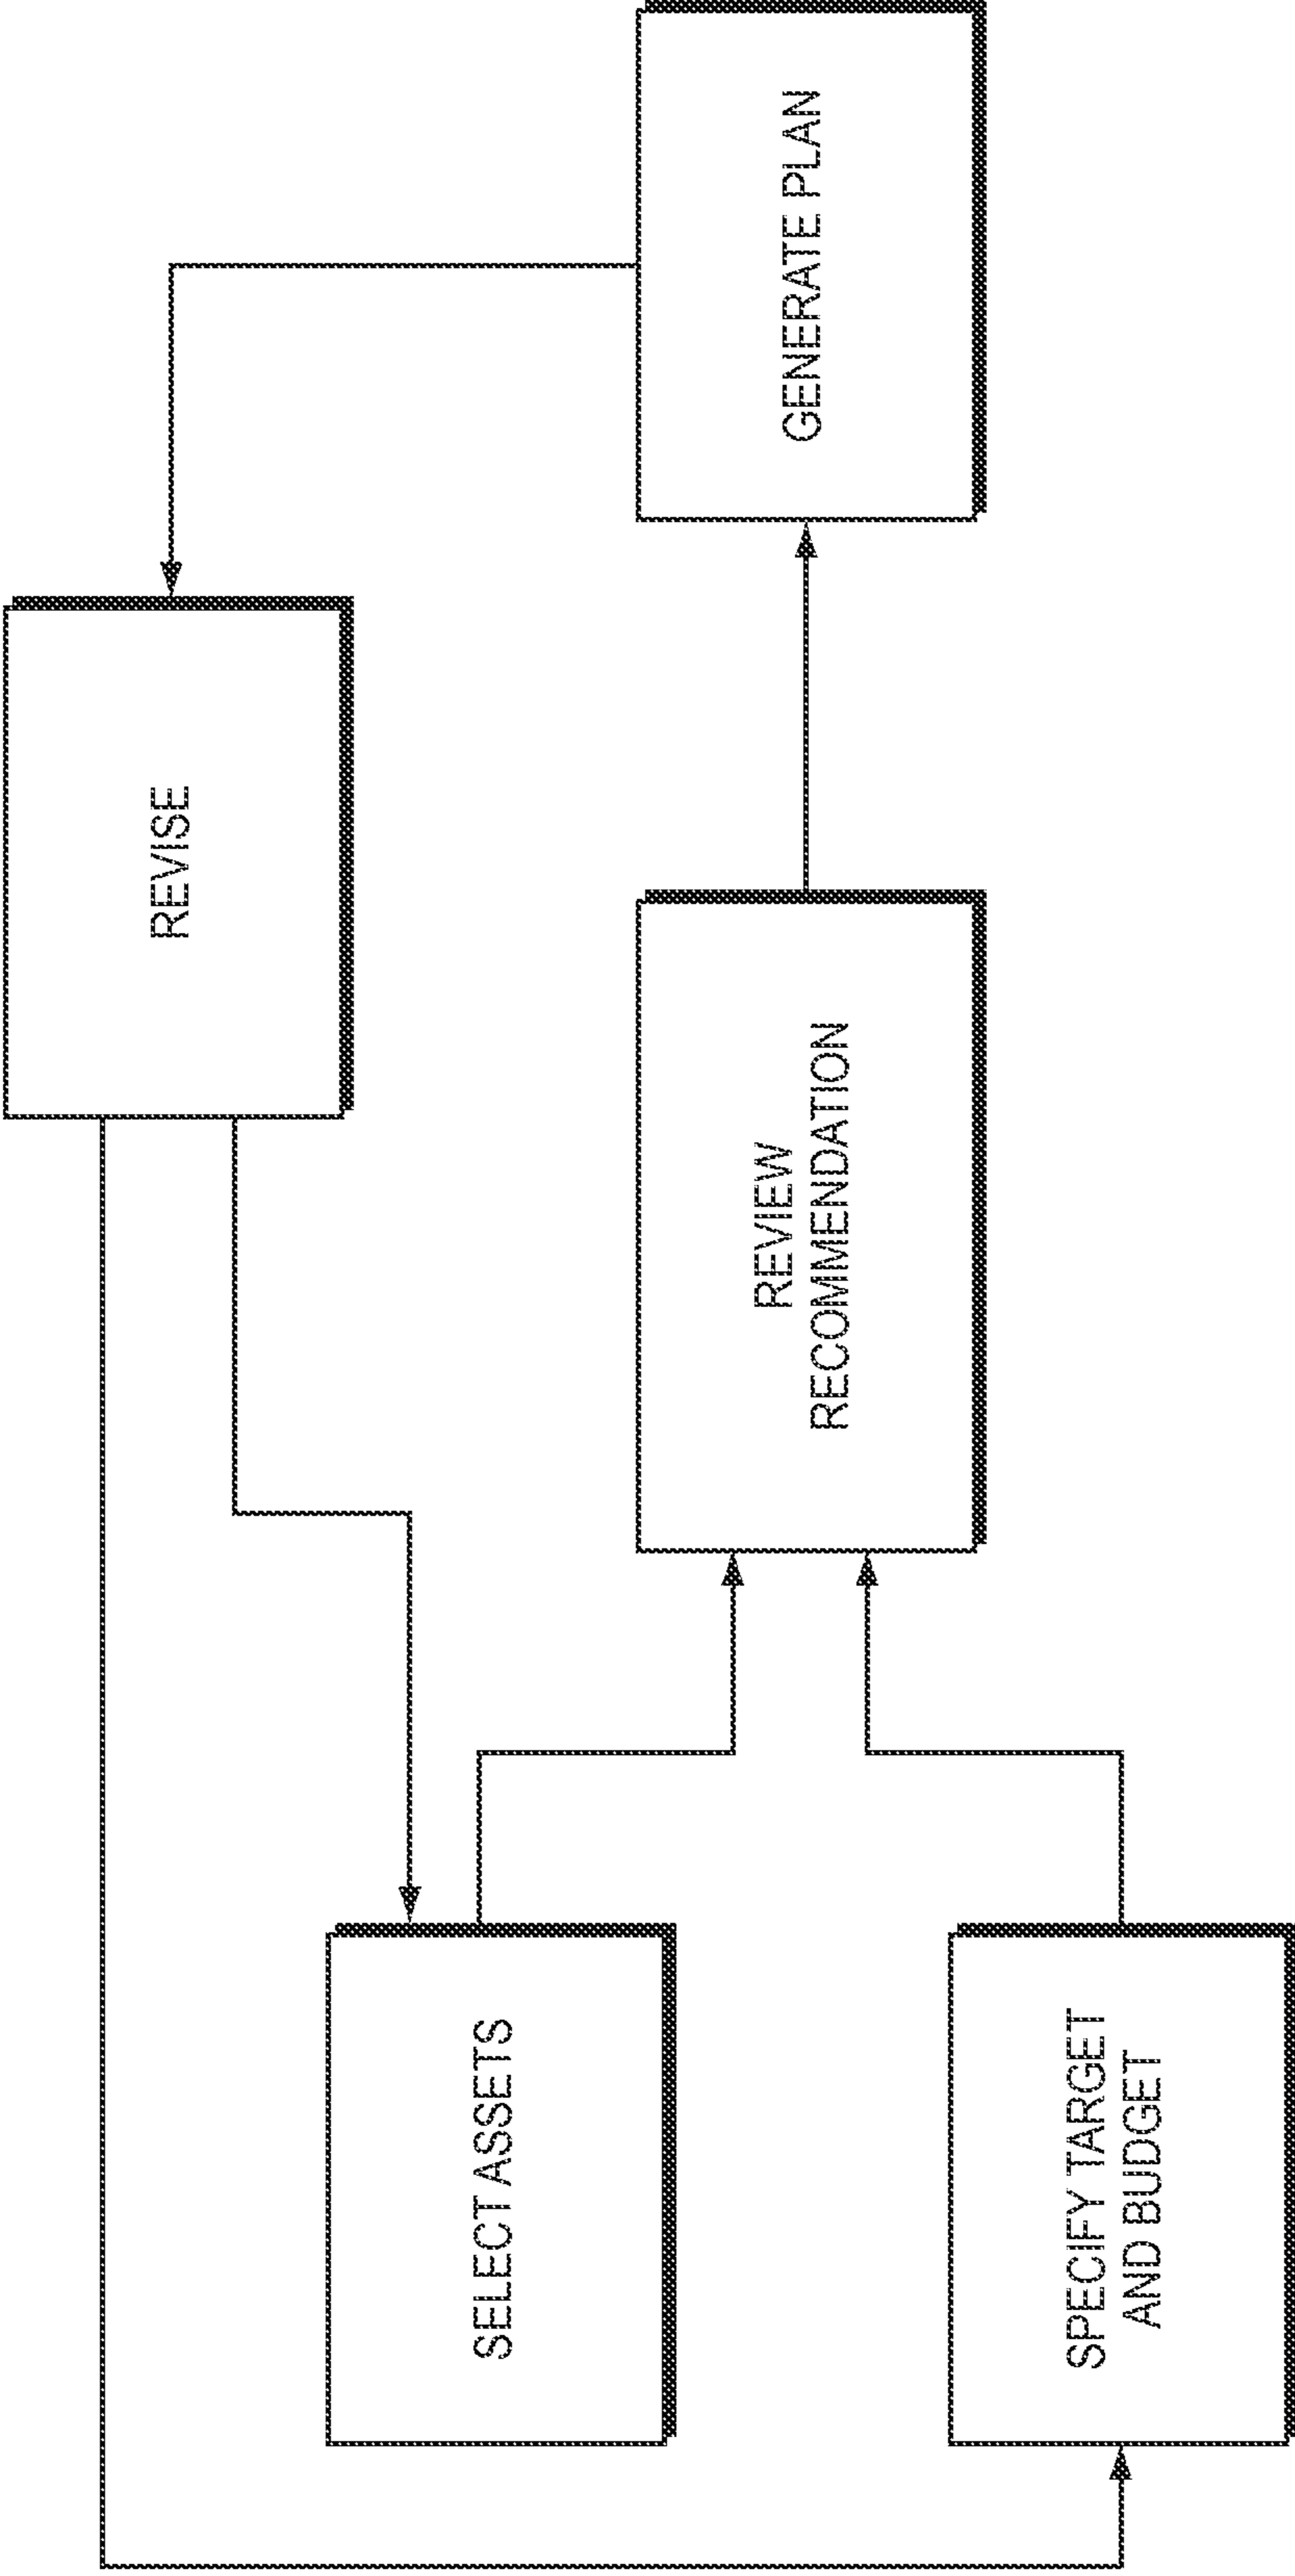 REVISE
SELECT ASSETS
REVIEW
RECOMMENDATION
GENERATE PLAN
SPECIFY TARGET
AND BUDGET